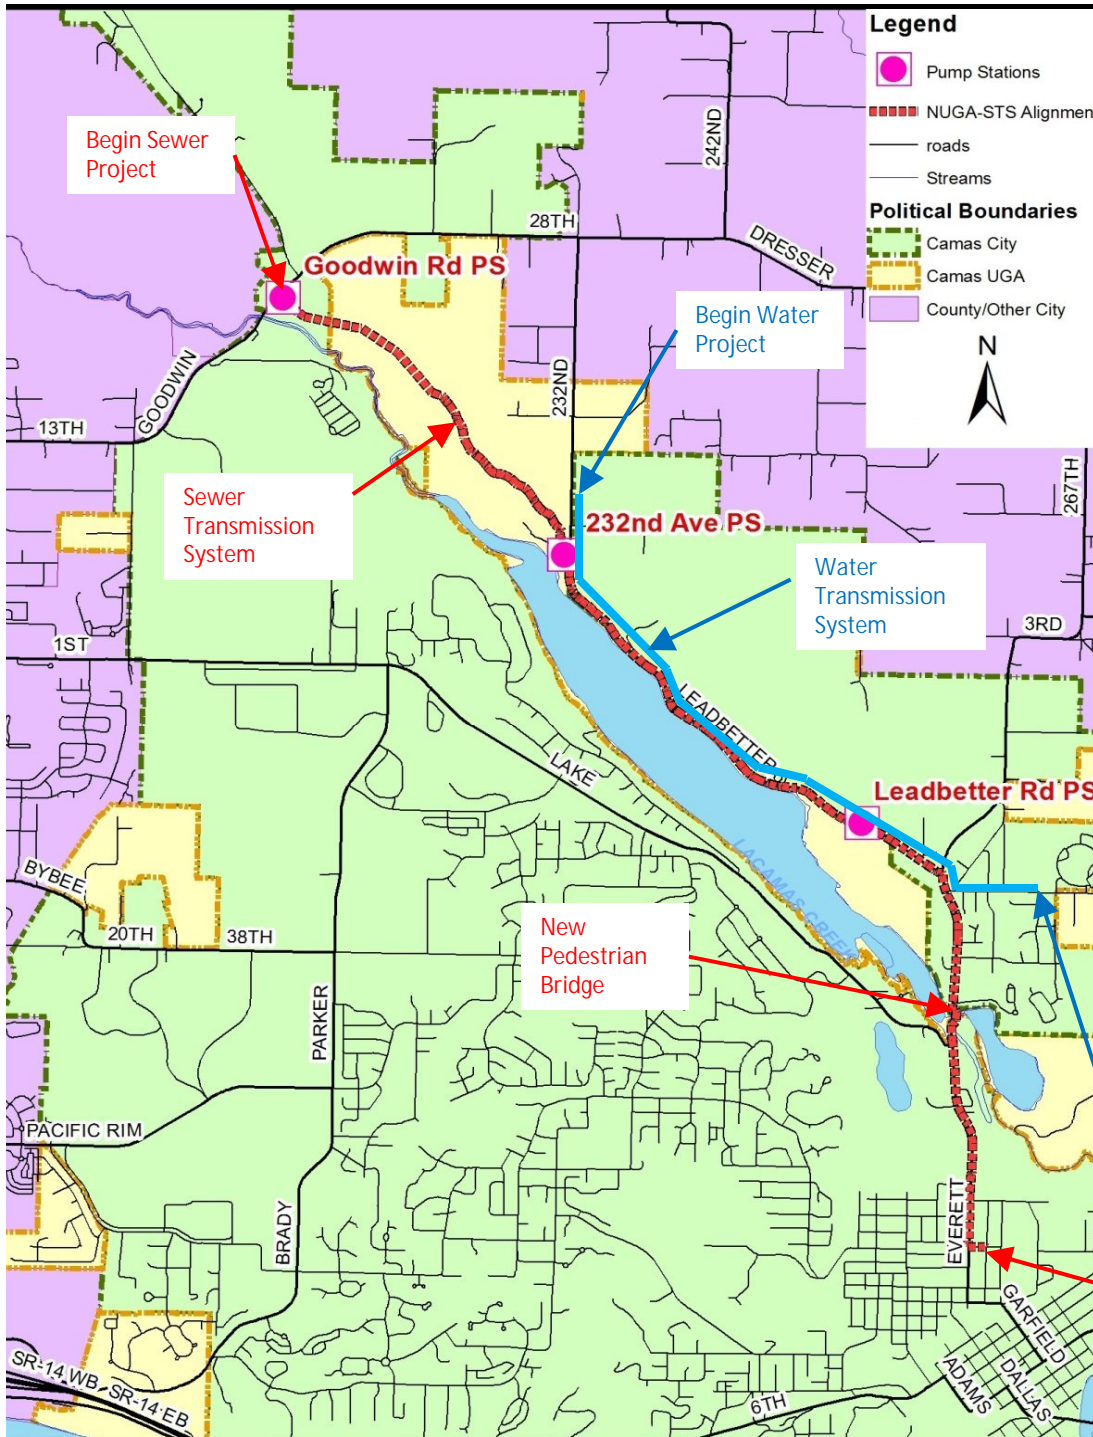 Legend
Pump Stations
NUGA-STS Alignment
roads
Streams
Political Boundaries
Camas City
Camas UGA
County/Other City
N
Begin Sewer
Project
242ND
28TH
DRESSER
Goodwin Rd PS
Begin Water
Project
GOODWIN
232ND
13TH
267TH
Sewer
Transmission
System
232nd Ave PS
Water
Transmission
System
3RD
1ST
LEADBETTER
LAKE
Leadbetter Rd PS
LACAMAS CREEK
BYBEE
20TH
38TH
New
Pedestrian
Bridge
PARKER
PACIFIC RIM
EVERETT
BRADY
GARFIELD
ADAMS
DALLAS
SR-14 WB
SR-14 EB
6TH